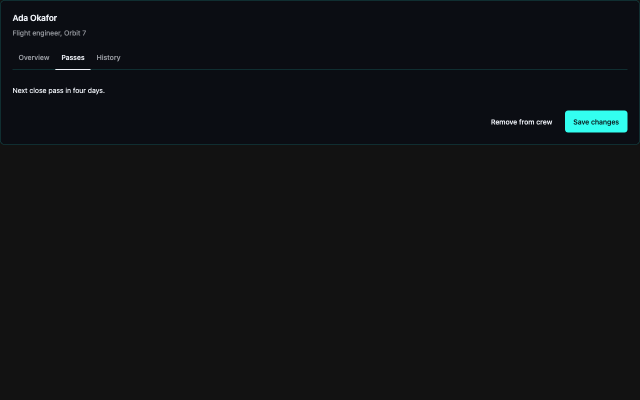 Ada Okafor
Flight engineer, Orbit 7
Overview Passes History
Next close pass in four days.
Remove from crew Save changes